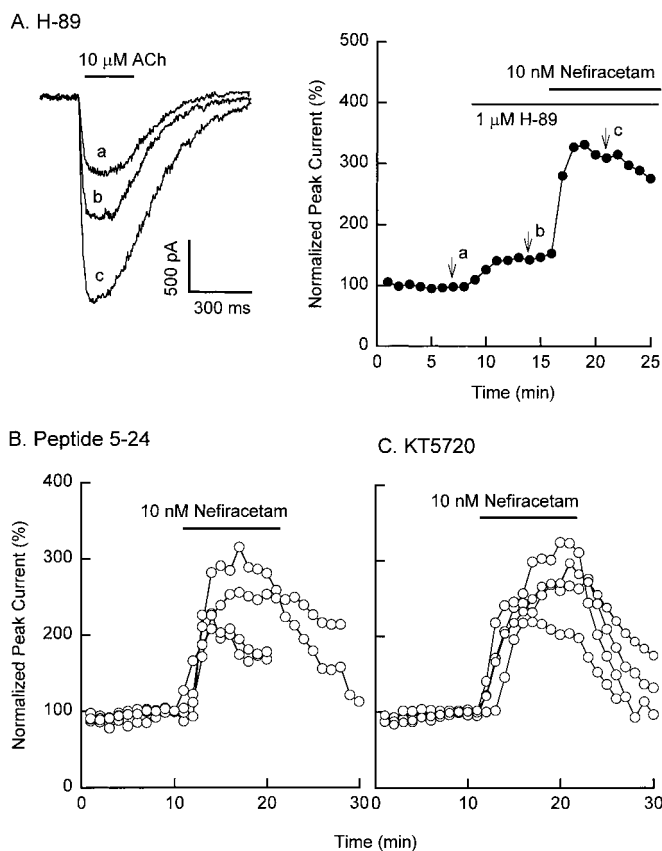 A. H-89
10 μM ACh
a
b
c
500 pA
300 ms
Normalized Peak Current (%)
500
400
300
200
100
0
10 nM Nefiracetam
1 μM H-89
a
b
c
0 5 10 15 20 25
Time (min)
B. Peptide 5-24
Normalized Peak Current (%)
400
300
200
100
0
10 nM Nefiracetam
0 10 20 30
C. KT5720
10 nM Nefiracetam
0 10 20 30
Time (min)